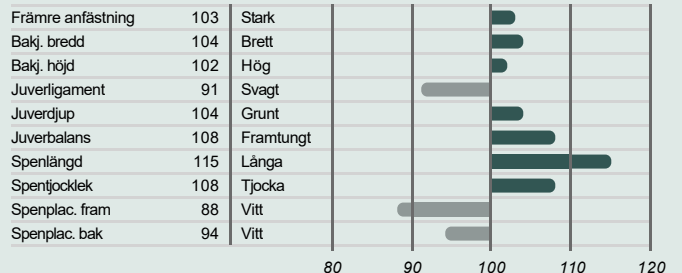 Främre anfästning 103 Stark
Bakj. bredd 104 Brett
Bakj. höjd 102 Hög
Juverligament 91 Svagt
Juverdjup 104 Grunt
Juverbalans 108 Framtungt
Spenlängd 115 Långa
Spentjocklek 108 Tjocka
Spenplac. fram 88 Vitt
Spenplac. bak 94 Vitt
80 90 100 110 120